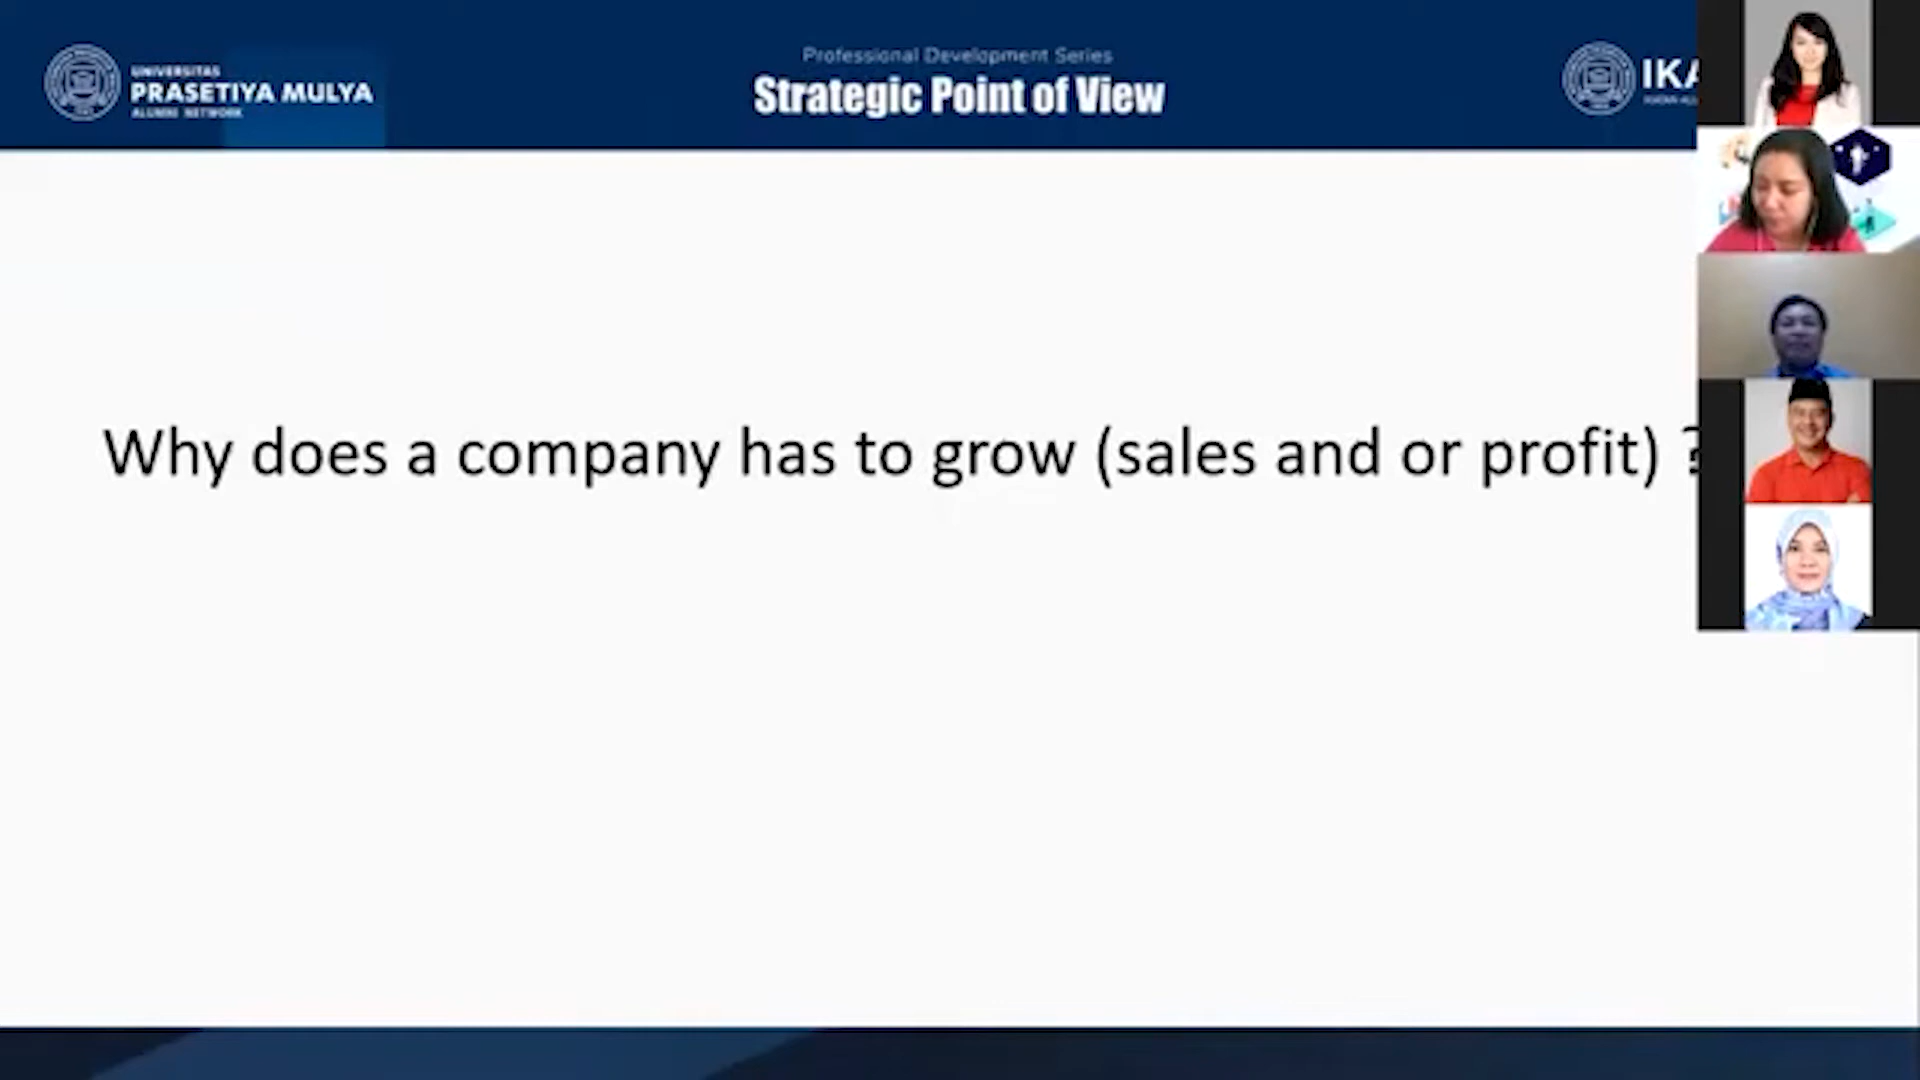 UNIVERSITAS
PRASETIYA MULYA
ALUMNI NETWORK
Professional Development Series
Strategic Point of View
IKA
Why does a company has to grow (sales and or profit) ?